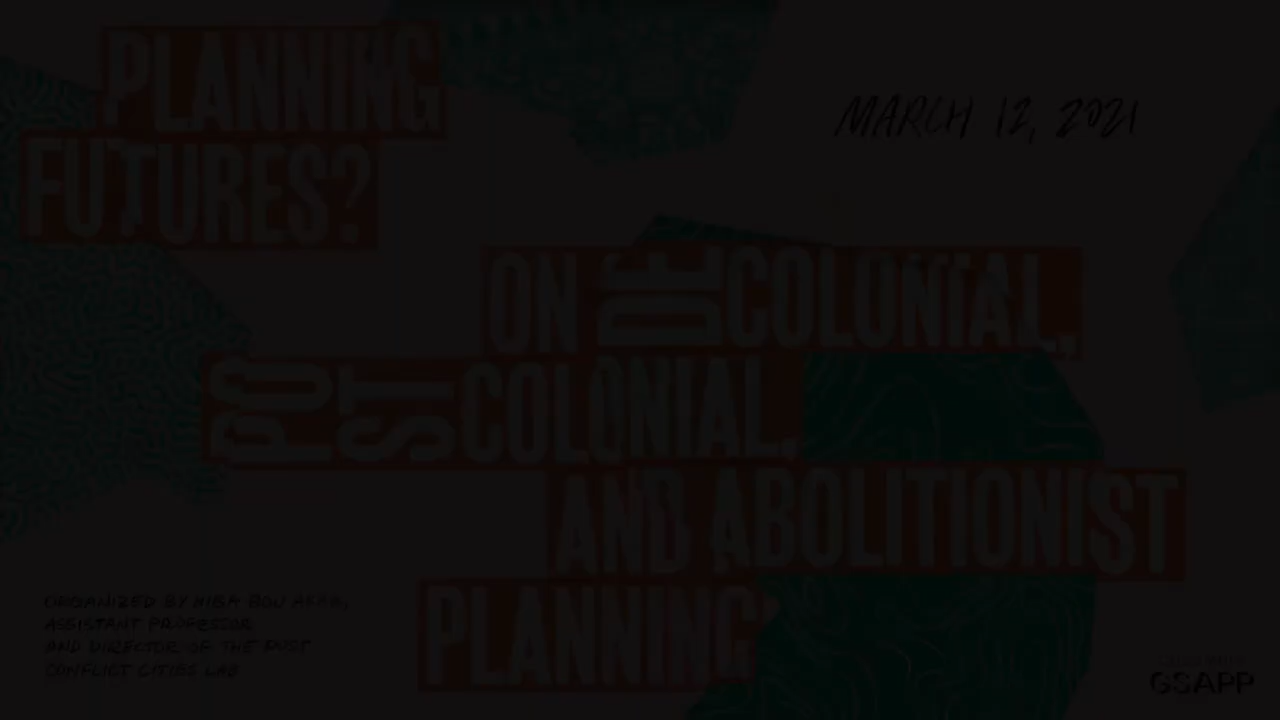 PLANNING
FUTURES?
MARCH 12, 2021
ON DECOLONIAL,
POSTCOLONIAL,
AND ABOLITIONIST
PLANNING
ORGANIZED BY HIBA BOU AKAR,
ASSISTANT PROFESSOR
AND DIRECTOR OF THE POST
CONFLICT CITIES LAB
GSAPP